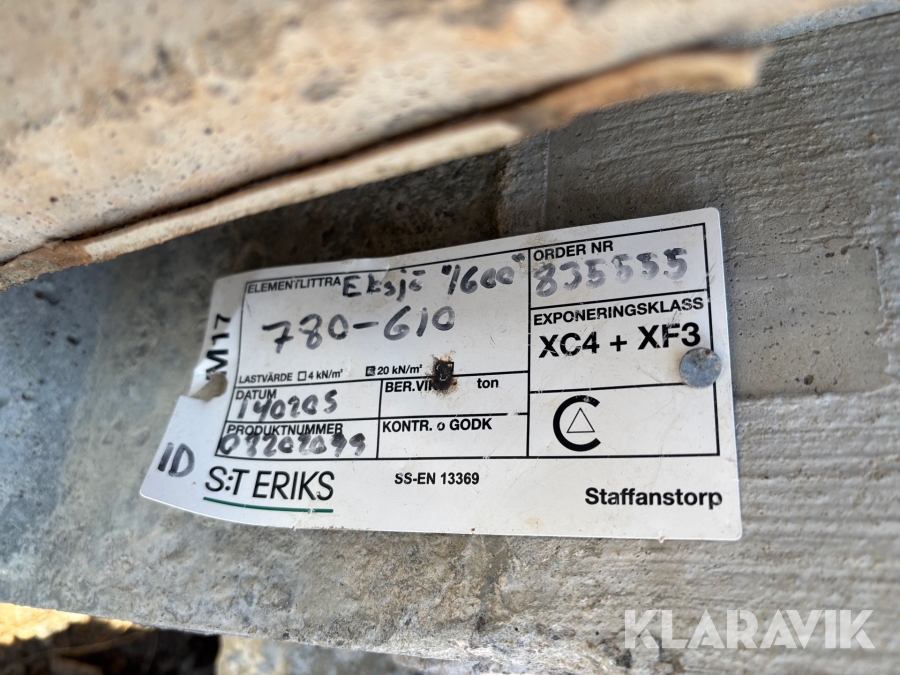 ELEMENTLITTRA Eksjö "1600"
780-610
M17
LASTVÄRDE 4 kN/m² 20 kN/m²
ORDER NR
835555
EXPONERINGSKLASS
XC4 + XF3
DATUM
140205
BER.VIKT ton
PRODUKTNUMMER
KONTR. o GODK
C
ID
S:T ERIKS
SS-EN 13369
Staffanstorp
KLARAVIK